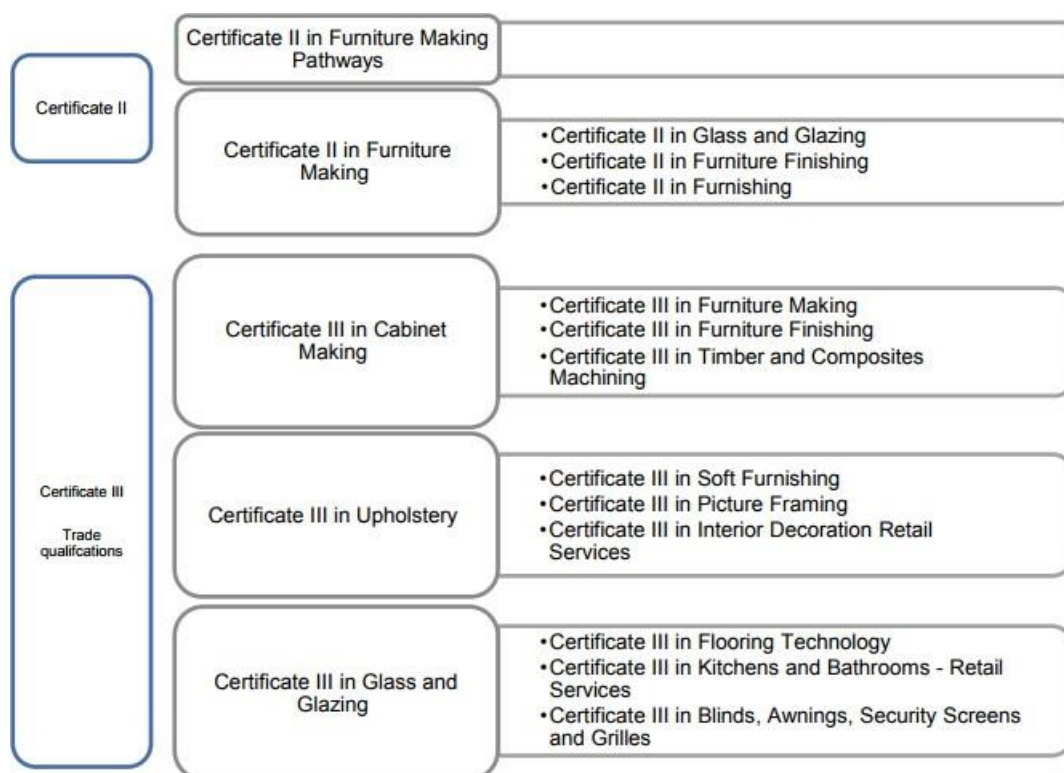 Certificate II
Certificate II in Furniture Making
Pathways
Certificate II in Furniture
Making
•Certificate II in Glass and Glazing
•Certificate II in Furniture Finishing
•Certificate II in Furnishing
Certificate III
Trade
qualifcations
Certificate III in Cabinet
Making
•Certificate III in Furniture Making
•Certificate III in Furniture Finishing
•Certificate III in Timber and Composites
Machining
Certificate III in Upholstery
•Certificate III in Soft Furnishing
•Certificate III in Picture Framing
•Certificate III in Interior Decoration Retail
Services
Certificate III in Glass and
Glazing
•Certificate III in Flooring Technology
•Certificate III in Kitchens and Bathrooms - Retail
Services
•Certificate III in Blinds, Awnings, Security Screens
and Grilles